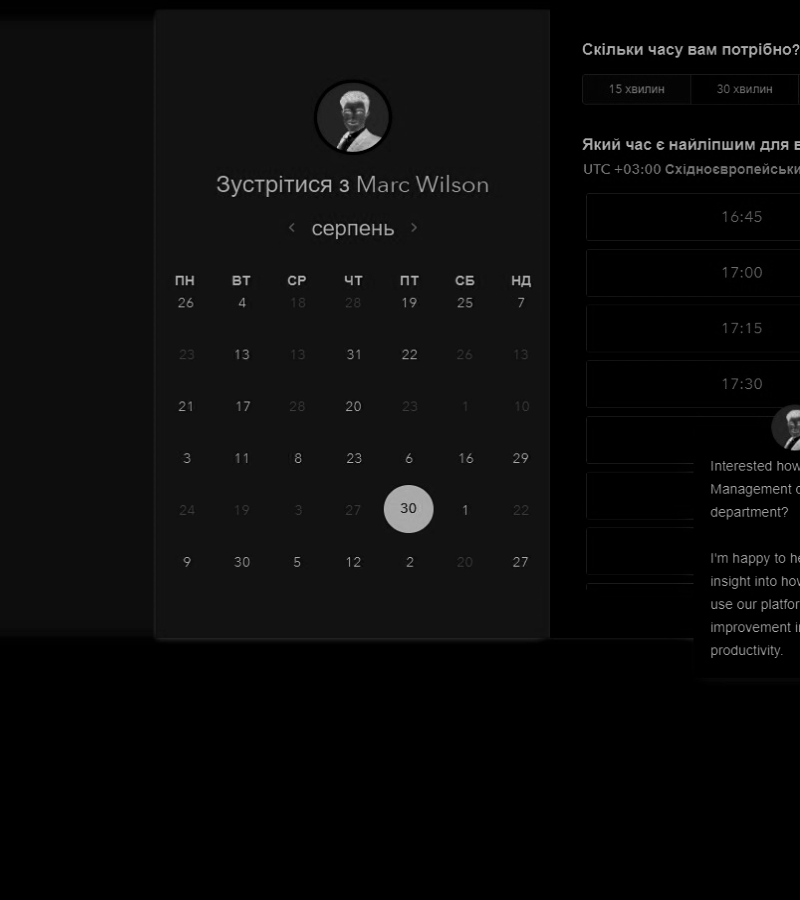 Зустрітися з Marc Wilson
серпень
ПН ВТ СР ЧТ ПТ СБ НД
26 4 18 28 19 25 7
23 13 13 31 22 26 13
21 17 28 20 23 1 10
3 11 8 23 6 16 29
24 19 3 27 30 1 22
9 30 5 12 2 20 27
Скільки часу вам потрібно?
15 хвилин 30 хвилин
Який час є найліпшим для в
UTC +03:00 Східноєвропейськи
16:45
17:00
17:15
17:30
Interested how
Management o
department?
I'm happy to he
insight into how
use our platfor
improvement in
productivity.